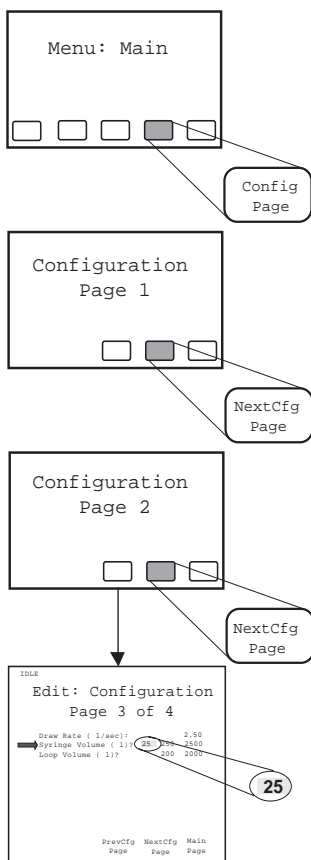 Menu: Main
Config
Page
Configuration
Page 1
NextCfg
Page
Configuration
Page 2
NextCfg
Page
IDLE
Edit: Configuration
Page 3 of 4
Draw Rate ( l/sec): 2.50
Syringe Volume ( l)? 25 250 2500
Loop Volume ( l)? 200 2000
25
PrevCfg NextCfg Main
Page Page Page